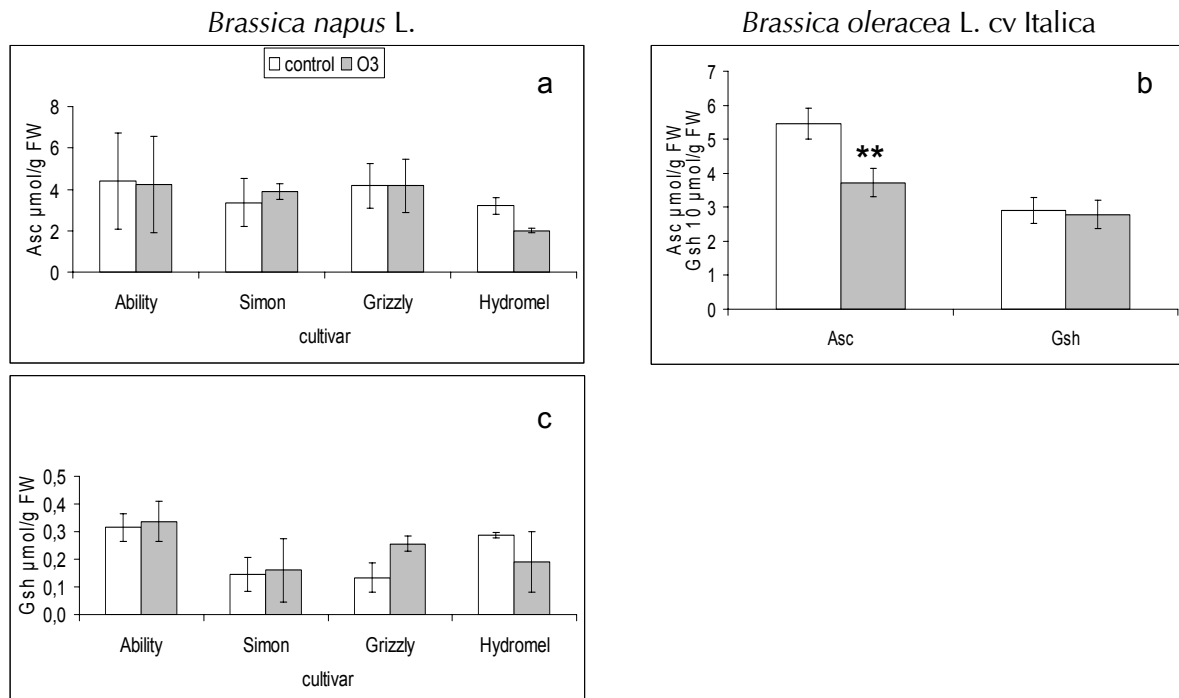 Brassica napus L.
Brassica oleracea L. cv Italica
control O3
a
Asc µmol/g FW
8
6
4
2
0
Ability Simon Grizzly Hydromel
cultivar
b
Asc µmol/g FW
Gsh 10 µmol/g FW
7
6
5
4
3
2
1
0
**
Asc Gsh
c
Gsh µmol/g FW
0,5
0,4
0,3
0,2
0,1
0,0
Ability Simon Grizzly Hydromel
cultivar